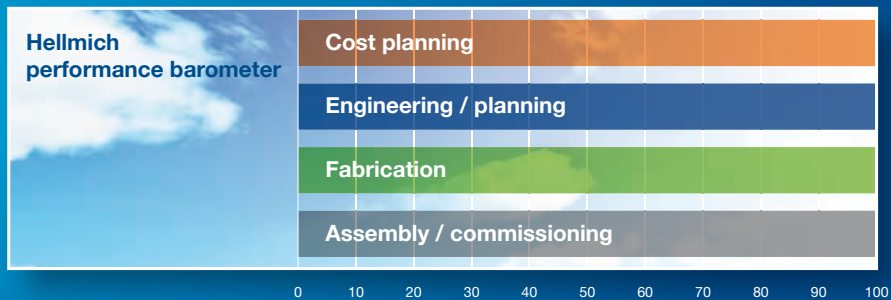 Hellmich
performance barometer
Cost planning
Engineering / planning
Fabrication
Assembly / commissioning
0 10 20 30 40 50 60 70 80 90 100